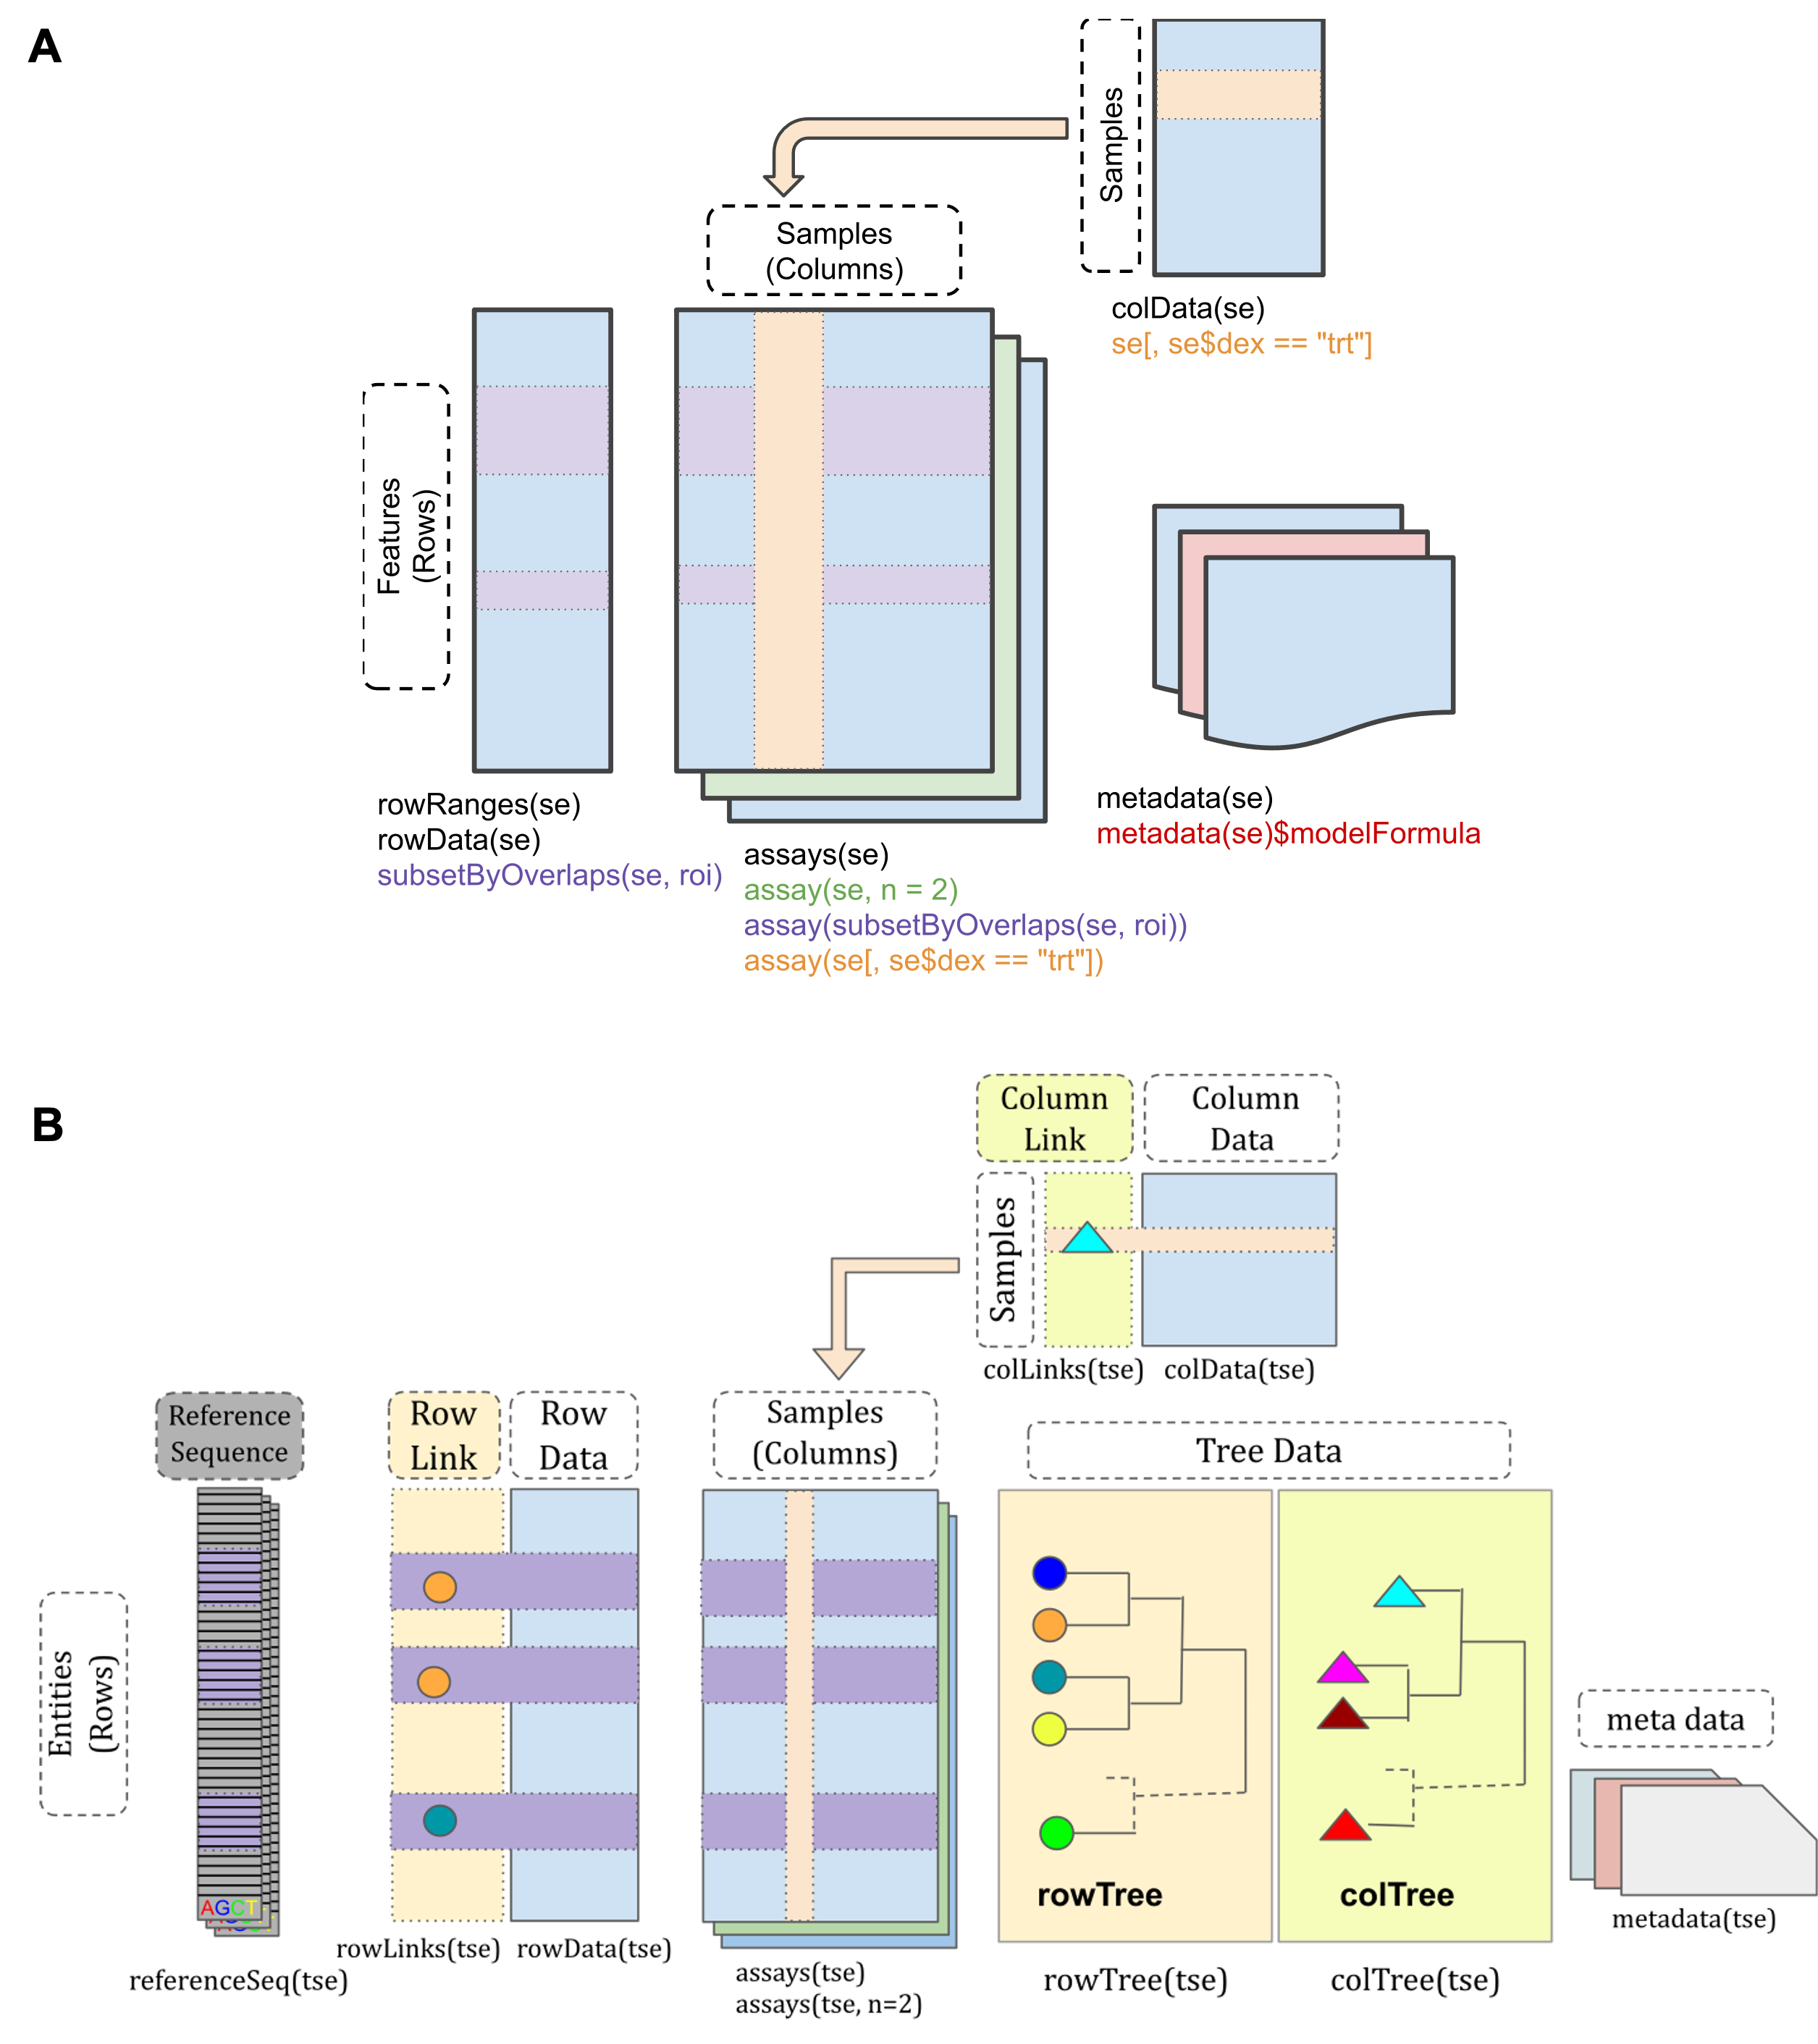 A
Samples
Samples
(Columns)
colData(se)
se[, se$dex == "trt"]
Features
(Rows)
rowRanges(se)
rowData(se)
subsetByOverlaps(se, roi)
assays(se)
assay(se, n = 2)
assay(subsetByOverlaps(se, roi))
assay(se[, se$dex == "trt"])
metadata(se)
metadata(se)$modelFormula
B
Column
Link
Column
Data
Samples
colLinks(tse)
colData(tse)
Reference
Sequence
Row
Link
Row
Data
Samples
(Columns)
Tree Data
Entities
(Rows)
meta data
AGCT
rowTree
colTree
rowLinks(tse)
rowData(tse)
referenceSeq(tse)
assays(tse)
assays(tse, n=2)
rowTree(tse)
colTree(tse)
metadata(tse)